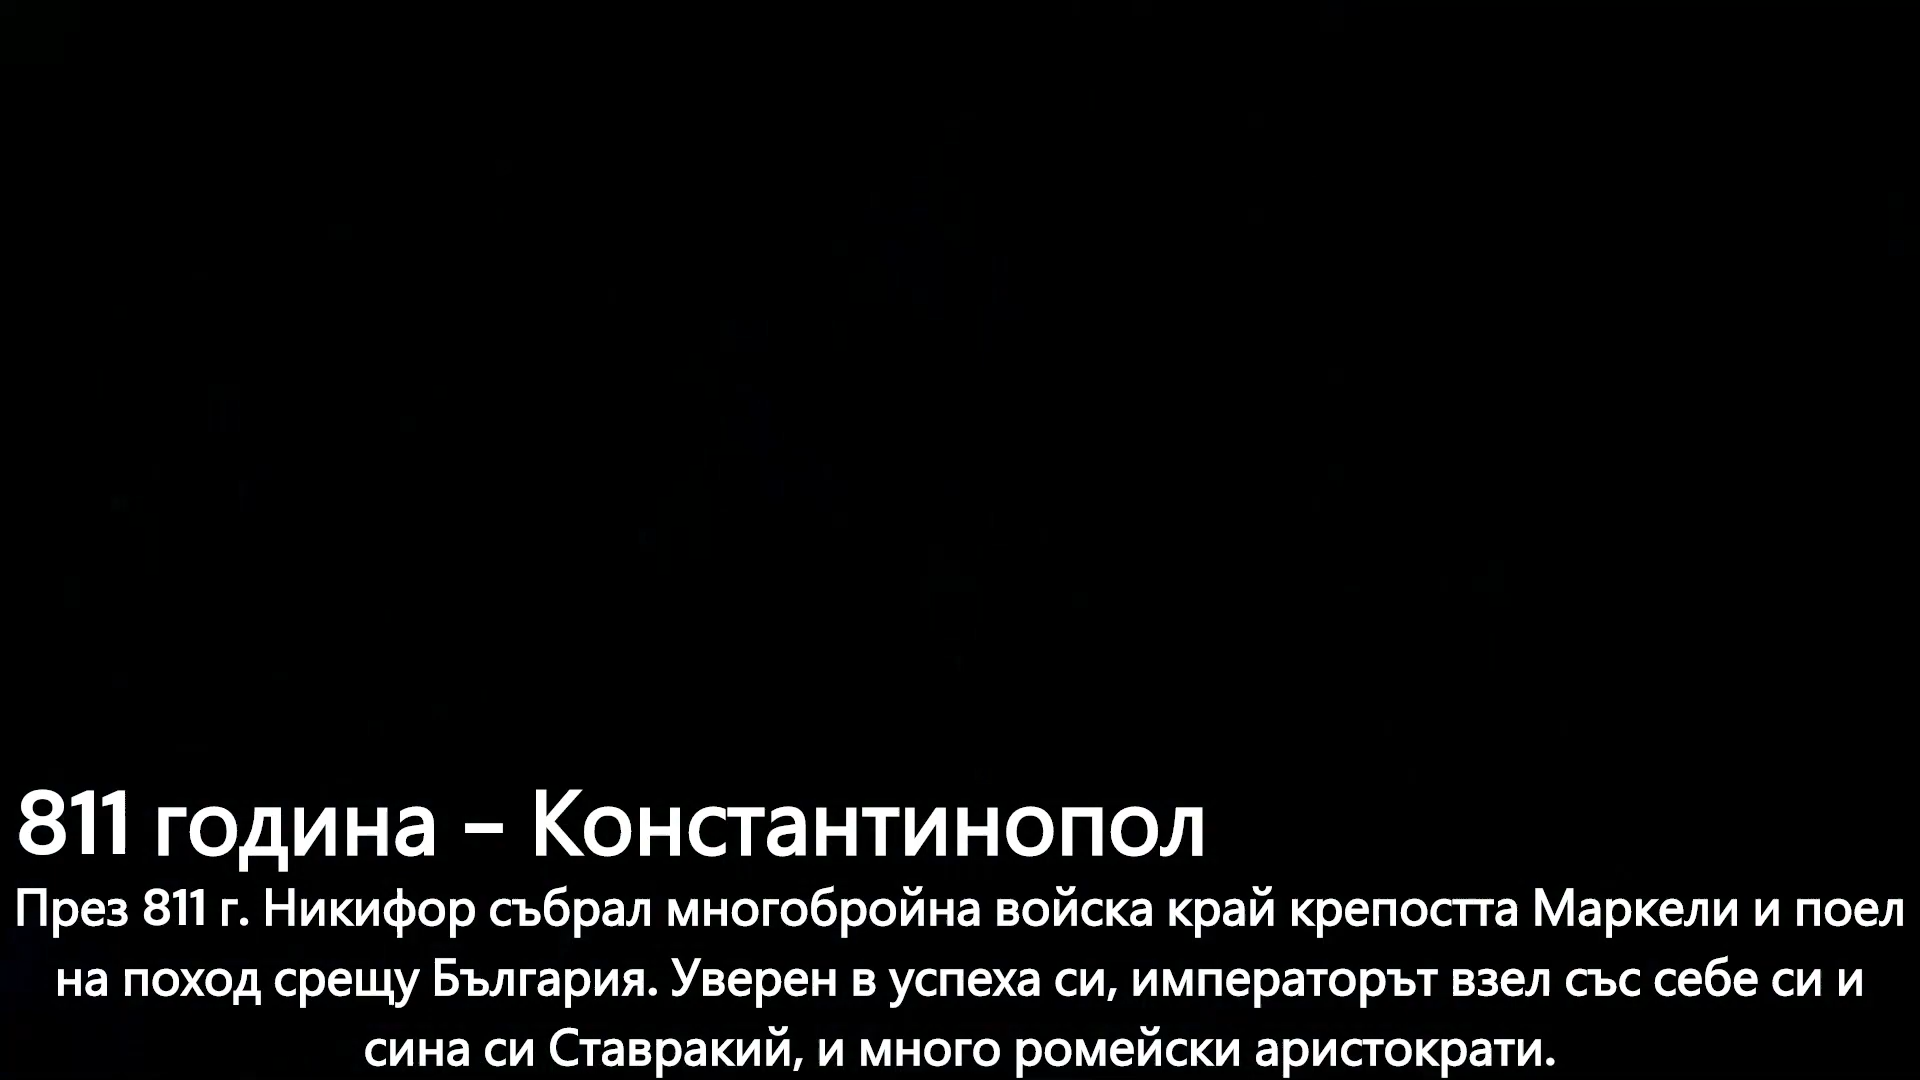 811 година – Константинопол
През 811 г. Никифор събрал многобройна войска край крепостта Маркели и поел
на поход срещу България. Уверен в успеха си, императорът взел със себе си и
сина си Ставракий, и много ромейски аристократи.